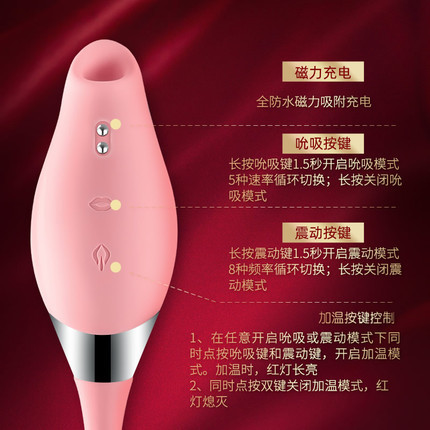 磁力充电
全防水磁力吸附充电
吮吸按键
长按吮吸键1.5秒开启吮吸模式
5种速率循环切换；长按关闭吮
吸模式
震动按键
长按震动键1.5秒开启震动模式
8种频率循环切换；长按关闭震
动模式
加温按键控制
1、在任意开启吮吸或震动模式下同
时点按吮吸键和震动键，开启加温模
式。加温时，红灯长亮
2、同时点按双键关闭加温模式，红
灯熄灭